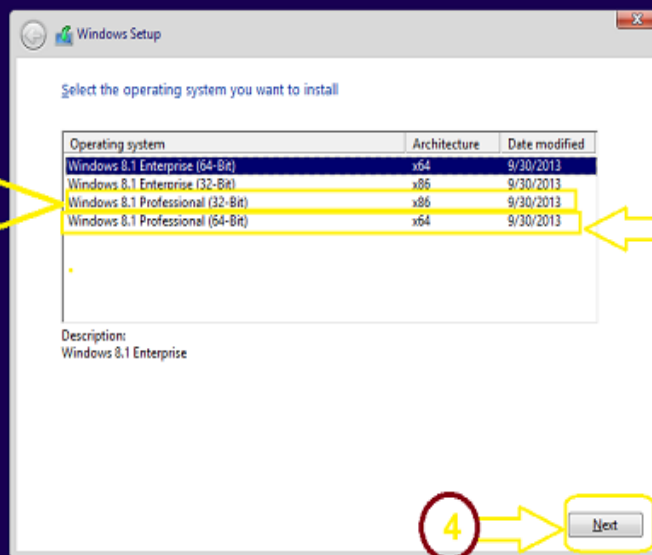 Windows Setup
x
Select the operating system you want to install
Operating system Architecture Date modified
Windows 8.1 Enterprise (64-Bit) x64 9/30/2013
Windows 8.1 Enterprise (32-Bit) x86 9/30/2013
Windows 8.1 Professional (32-Bit) x86 9/30/2013
Windows 8.1 Professional (64-Bit) x64 9/30/2013
Description:
Windows 8.1 Enterprise
4 Next